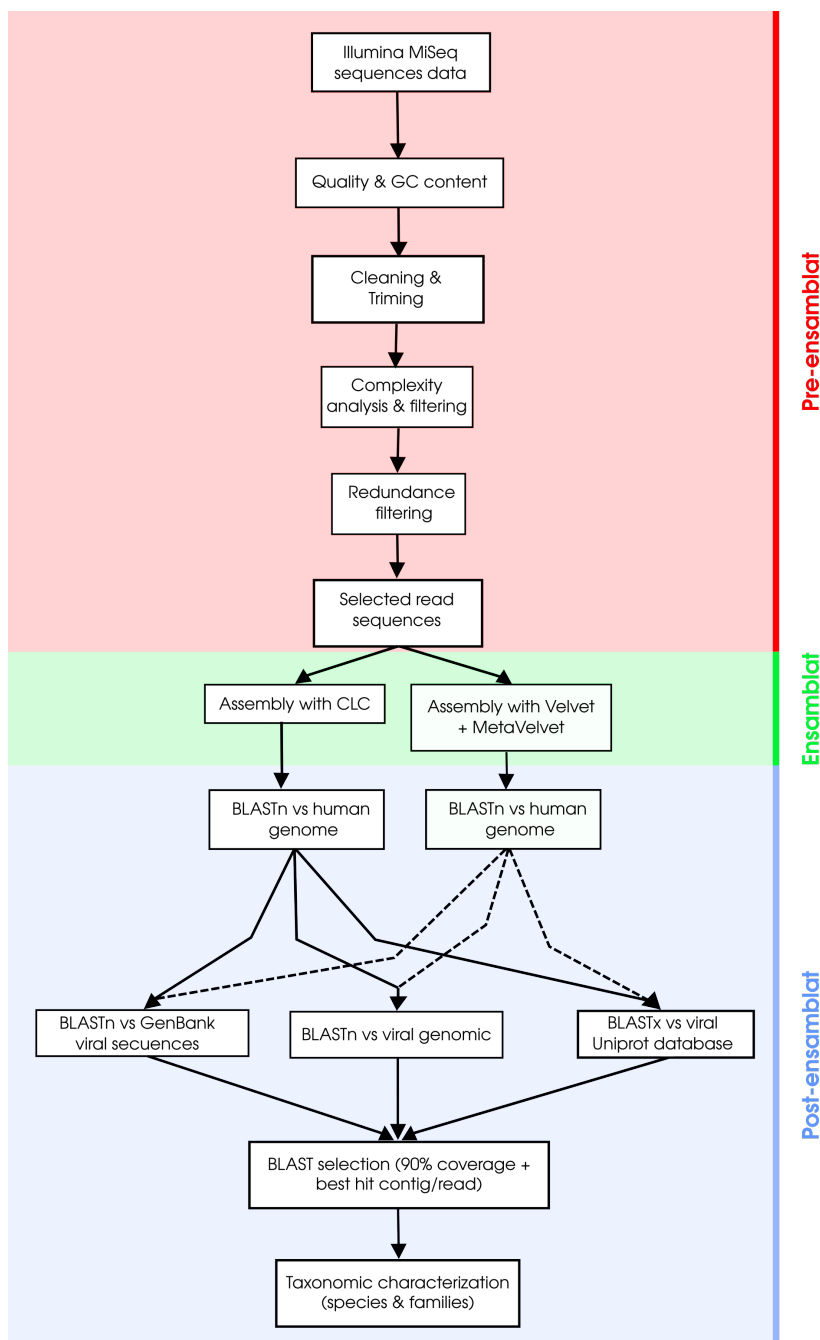 Illumina MiSeq
sequences data
Quality & GC content
Cleaning &
Triming
Complexity
analysis & filtering
Redundance
filtering
Selected read
sequences
Pre-ensamblat
Assembly with CLC
Assembly with Velvet
+ MetaVelvet
Ensamblat
BLASTn vs human
genome
BLASTn vs human
genome
BLASTn vs GenBank
viral secuences
BLASTn vs viral genomic
BLASTx vs viral
Uniprot database
BLAST selection (90% coverage +
best hit contig/read)
Taxonomic characterization
(species & families)
Post-ensamblat